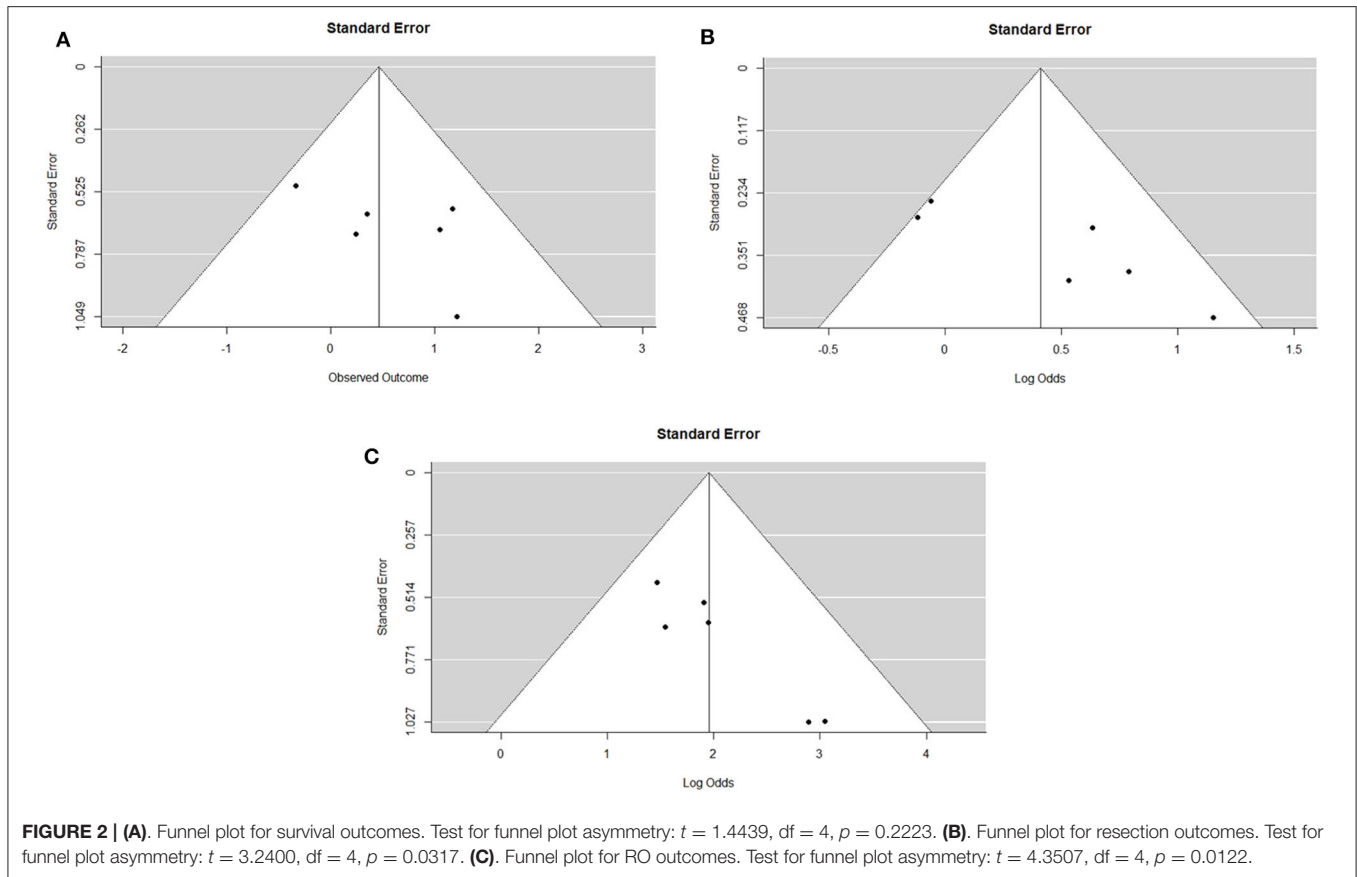 A
Standard Error
Standard Error
0
0.262
0.525
0.787
1.049
-2
-1
0
1
2
3
Observed Outcome
B
Standard Error
Standard Error
0
0.117
0.234
0.351
0.468
-0.5
0
0.5
1
1.5
Log Odds
C
Standard Error
Standard Error
0
0.257
0.514
0.771
1.027
0
1
2
3
4
Log Odds
FIGURE 2 | (A). Funnel plot for survival outcomes. Test for funnel plot asymmetry: t = 1.4439, df = 4, p = 0.2223. (B). Funnel plot for resection outcomes. Test for
funnel plot asymmetry: t = 3.2400, df = 4, p = 0.0317. (C). Funnel plot for RO outcomes. Test for funnel plot asymmetry: t = 4.3507, df = 4, p = 0.0122.